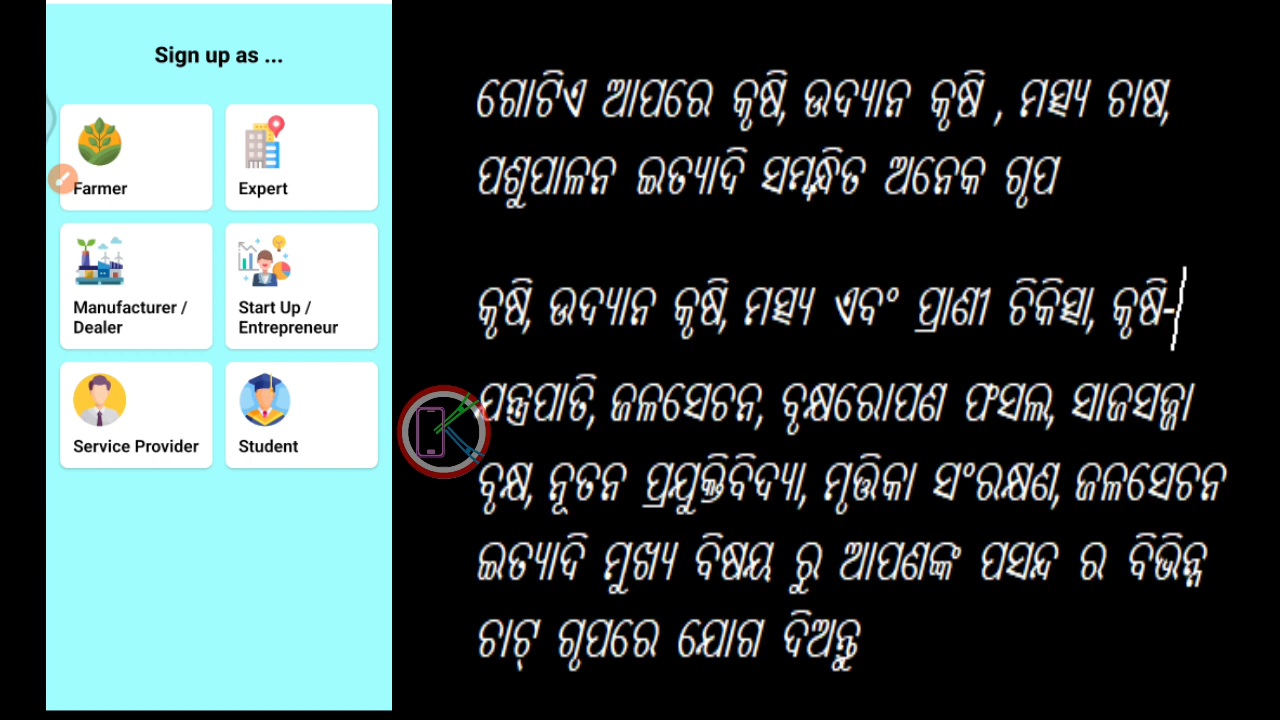 Sign up as ...
Farmer
Expert
Manufacturer /
Dealer
Start Up /
Entrepreneur
Service Provider
Student
ଗୋଟିଏ ଆପରେ କୃଷି, ଉଦ୍ୟାନ କୃଷି , ମତ୍ସ୍ୟ ଚାଷ,
ପଶୁପାଳନ ଇତ୍ୟାଦି ସମ୍ବନ୍ଧିତ ଅନେକ ଗୃପ
କୃଷି, ଉଦ୍ୟାନ କୃଷି, ମତ୍ସ୍ୟ ଏବଂ ପ୍ରାଣୀ ଚିକିତ୍ସା, କୃଷି-
ଯନ୍ତ୍ରପାତି, ଜଳସେଚନ, ବୃକ୍ଷରୋପଣ ଫସଲ, ସାଜସଜ୍ଜା
ବୃକ୍ଷ, ନୂତନ ପ୍ରଯୁକ୍ତିବିଦ୍ୟା, ମୃତ୍ତିକା ସଂରକ୍ଷଣ, ଜଳସେଚନ
ଇତ୍ୟାଦି ମୁଖ୍ୟ ବିଷୟ ରୁ ଆପଣଙ୍କ ପସନ୍ଦ ର ବିଭିନ୍ନ
ଚାଟ୍ ଗୃପରେ ଯୋଗ ଦିଅନ୍ତୁ